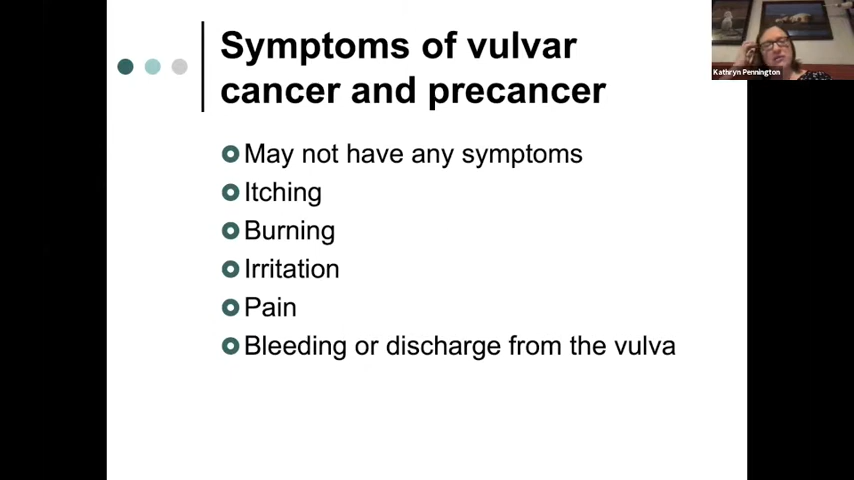 Symptoms of vulvar
cancer and precancer
Kathryn Pennington
May not have any symptoms
Itching
Burning
Irritation
Pain
Bleeding or discharge from the vulva